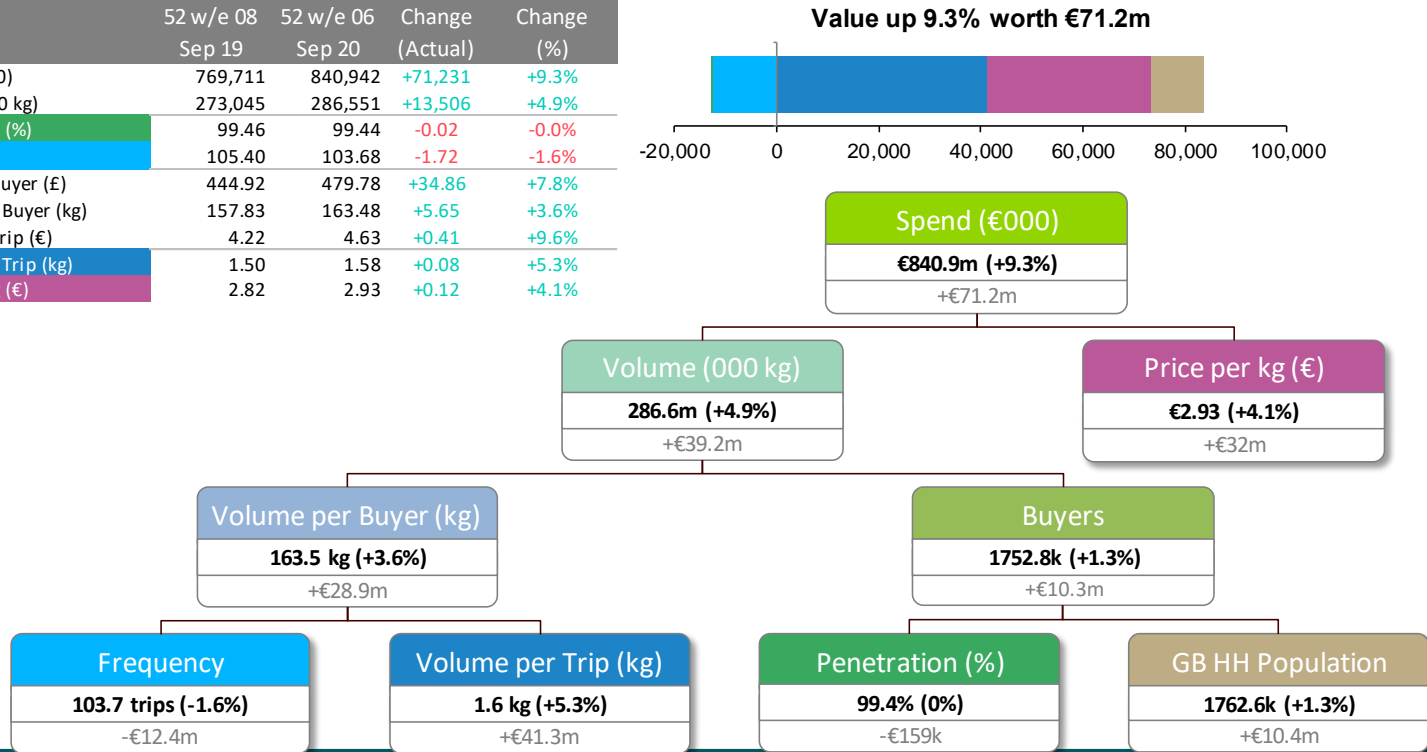 52 w/e 08 52 w/e 06 Change Change
Sep 19 Sep 20 (Actual) (%)
0) 769,711 840,942 +71,231 +9.3%
0 kg) 273,045 286,551 +13,506 +4.9%
(%) 99.46 99.44 -0.02 -0.0%
105.40 103.68 -1.72 -1.6%
uyer (£) 444.92 479.78 +34.86 +7.8%
Buyer (kg) 157.83 163.48 +5.65 +3.6%
rip (€) 4.22 4.63 +0.41 +9.6%
Trip (kg) 1.50 1.58 +0.08 +5.3%
(€) 2.82 2.93 +0.12 +4.1%
Value up 9.3% worth €71.2m
-20,000 0 20,000 40,000 60,000 80,000 100,000
Spend (€000)
€840.9m (+9.3%)
+€71.2m
Volume (000 kg) Price per kg (€)
286.6m (+4.9%) €2.93 (+4.1%)
+€39.2m +€32m
Volume per Buyer (kg) Buyers
163.5 kg (+3.6%) 1752.8k (+1.3%)
+€28.9m +€10.3m
Frequency Volume per Trip (kg) Penetration (%) GB HH Population
103.7 trips (-1.6%) 1.6 kg (+5.3%) 99.4% (0%) 1762.6k (+1.3%)
-€12.4m +€41.3m -€159k +€10.4m